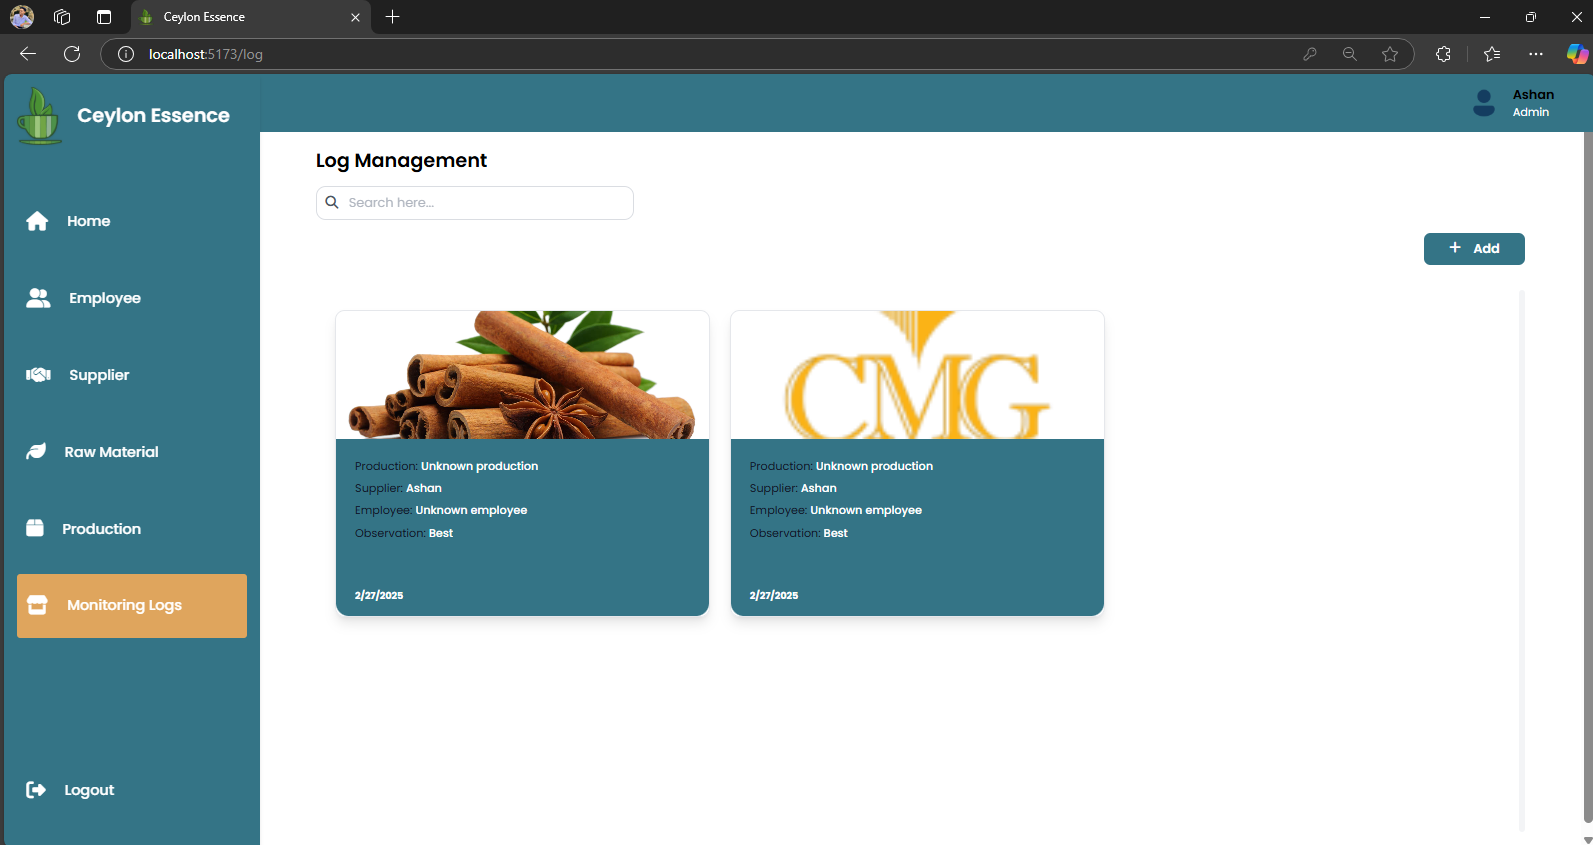 Ceylon Essence
localhost:5173/log
Ceylon Essence
Ashan
Admin
Home
Employee
Supplier
Raw Material
Production
Monitoring Logs
Logout
Log Management
Search here...
+ Add
Production: Unknown production
Supplier: Ashan
Employee: Unknown employee
Observation: Best
2/27/2025
CMG
Production: Unknown production
Supplier: Ashan
Employee: Unknown employee
Observation: Best
2/27/2025